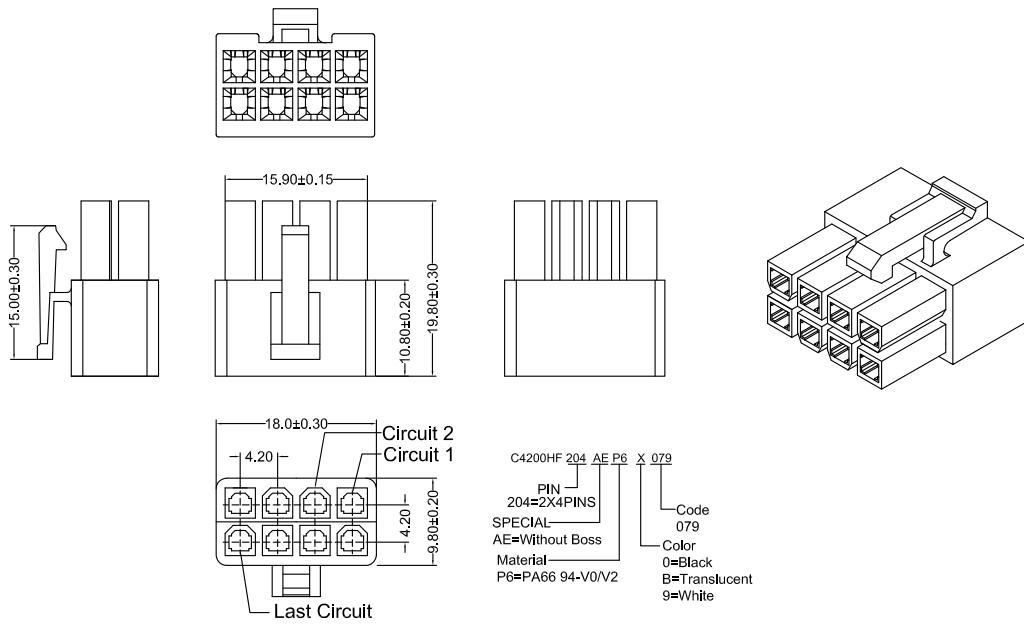 15.90±0.15
15.00±0.30
10.80±0.20
19.80±0.30
18.0±0.30
Circuit 2
Circuit 1
4.20
4.20
9.80±0.20
Last Circuit
C4200HF 204 AE P6 X 079
PIN
204=2X4PINS
SPECIAL
AE=Without Boss
Material
P6=PA66 94-V0/V2
Code
079
Color
0=Black
B=Translucent
9=White